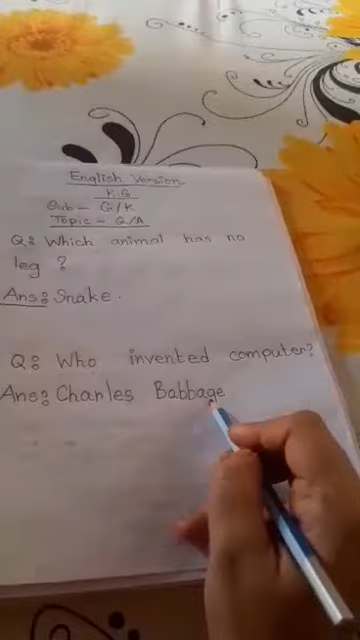 English Version
K.G
Sub - G/K
Topic - Q/A
Q: Which animal has no
leg ?
Ans: Snake.
Q: Who invented computer?
Ans: Charles Babbage